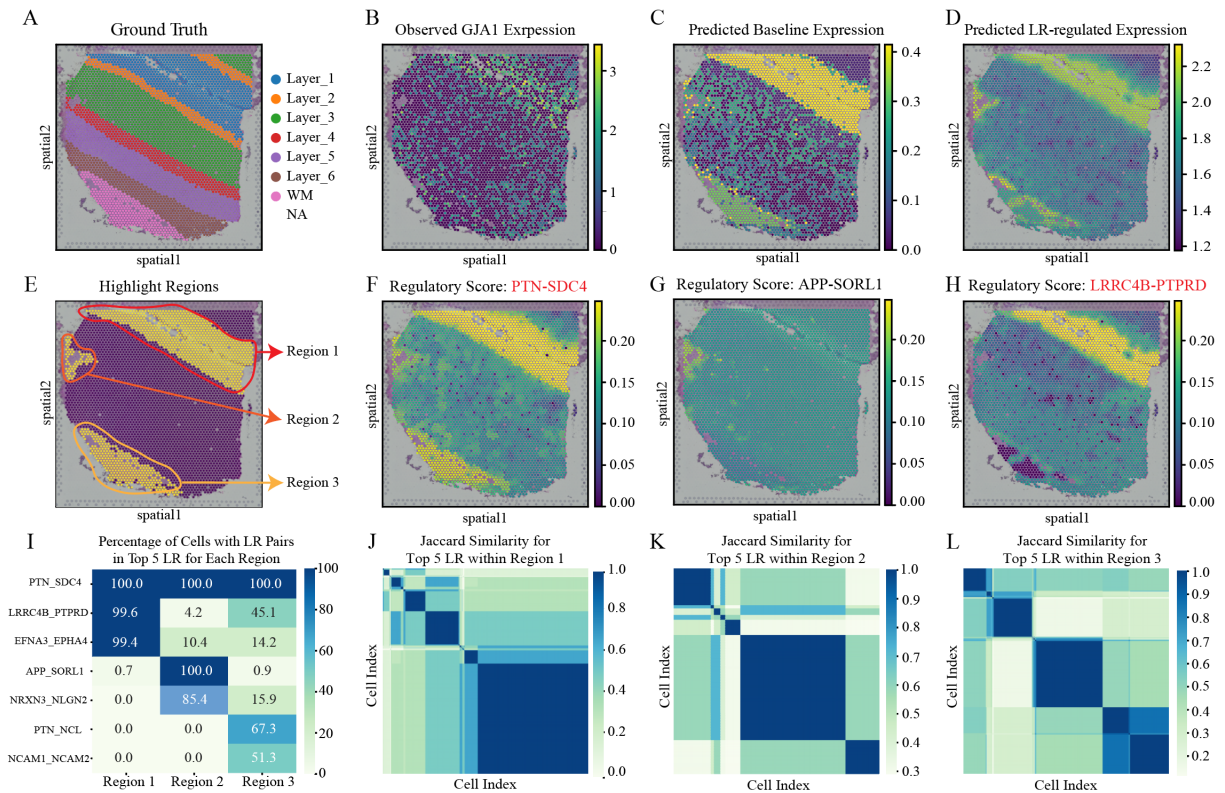 A
Ground Truth
spatial2
spatial1
Layer_1
Layer_2
Layer_3
Layer_4
Layer_5
Layer_6
WM
NA
B
Observed GJA1 Exrpession
spatial2
spatial1
3
2
1
0
C
Predicted Baseline Expression
spatial2
spatial1
0.4
0.3
0.2
0.1
0.0
D
Predicted LR-regulated Expression
spatial2
spatial1
2.2
2.0
1.8
1.6
1.4
1.2
E
Highlight Regions
spatial2
spatial1
Region 1
Region 2
Region 3
F
Regulatory Score: PTN-SDC4
spatial2
spatial1
0.20
0.15
0.10
0.05
0.00
G
Regulatory Score: APP-SORL1
spatial2
spatial1
0.20
0.15
0.10
0.05
0.00
H
Regulatory Score: LRRC4B-PTPRD
spatial2
spatial1
0.20
0.15
0.10
0.05
0.00
I
Percentage of Cells with LR Pairs
in Top 5 LR for Each Region
PTN_SDC4 100.0 100.0 100.0
LRRC4B_PTPRD 99.6 4.2 45.1
EFNA3_EPHA4 99.4 10.4 14.2
APP_SORL1 0.7 100.0 0.9
NRXN3_NLGN2 0.0 85.4 15.9
PTN_NCL 0.0 0.0 67.3
NCAM1_NCAM2 0.0 0.0 51.3
Region 1 Region 2 Region 3
100
80
60
40
20
0
J
Jaccard Similarity for
Top 5 LR within Region 1
Cell Index
Cell Index
1.0
0.8
0.6
0.4
0.2
0.0
K
Jaccard Similarity for
Top 5 LR within Region 2
Cell Index
Cell Index
1.0
0.9
0.8
0.7
0.6
0.5
0.4
0.3
L
Jaccard Similarity for
Top 5 LR within Region 3
Cell Index
Cell Index
1.0
0.9
0.8
0.7
0.6
0.5
0.4
0.3
0.2